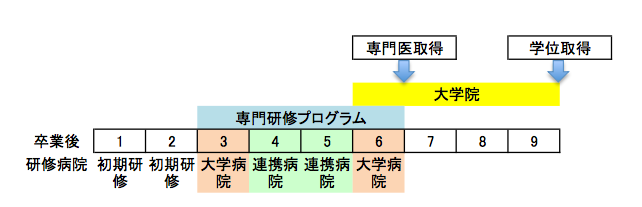 専門医取得 学位取得
大学院
専門研修プログラム
卒業後 1 2 3 4 5 6 7 8 9
研修病院 初期研 初期研 大学病 連携病 連携病 大学病
修 修 院 院 院 院